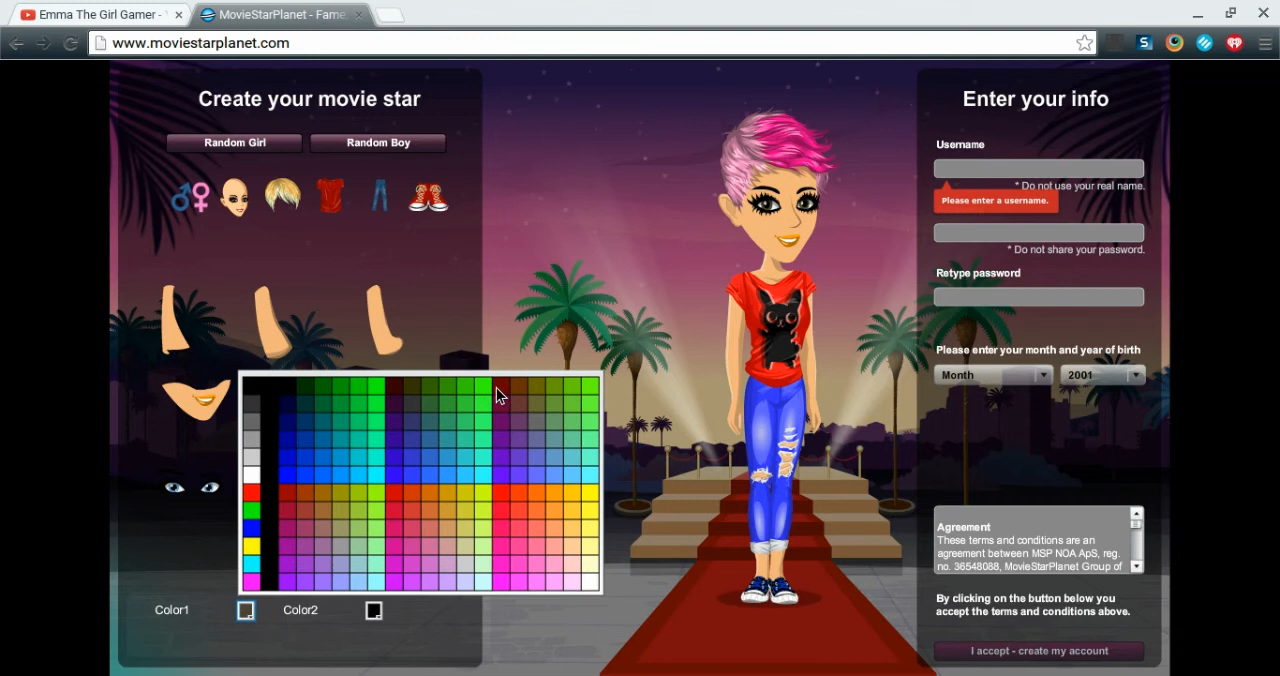 Emma The Girl Gamer -
MovieStarPlanet - Fame,
www.moviestarplanet.com
Create your movie star
Random Girl
Random Boy
Color1
Color2
Enter your info
Username
* Do not use your real name.
Please enter a username.
* Do not share your password.
Retype password
Please enter your month and year of birth
Month
2001
Agreement
These terms and conditions are an
agreement between MSP NOA ApS, reg.
no. 36548088, MovieStarPlanet Group of
By clicking on the button below you
accept the terms and conditions above.
I accept - create my account